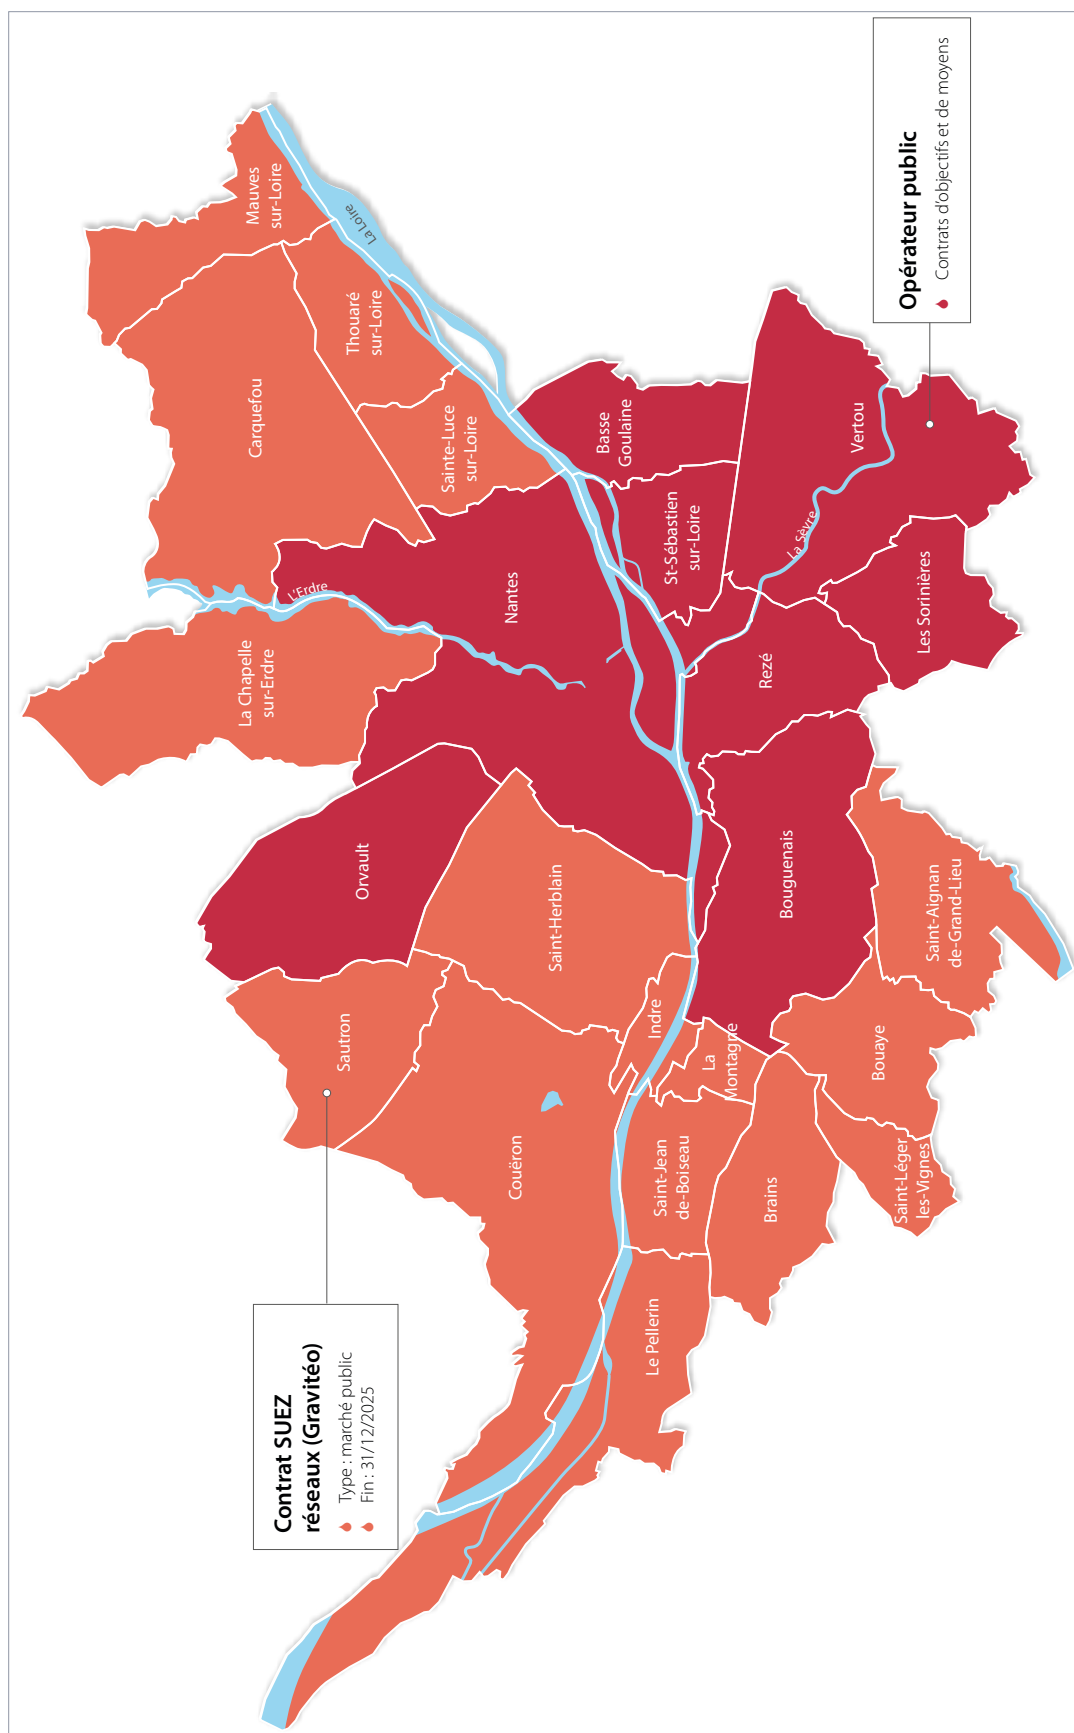 Contrat SUEZ
réseaux (Gravitéo)
Type : marché public
Fin : 31/12/2025
Sautron
Orvault
La Chapelle
sur-Erdre
L'Erdre
Carquefou
Mauves
sur-Loire
Thouaré
sur-Loire
La Loire
Sainte-Luce
sur-Loire
Nantes
Saint-Herblain
Couëron
Indre
La
Montagne
Saint-Jean
de-Boiseau
Le Pellerin
Brains
Bouaye
Saint-Léger
les-Vignes
Saint-Aignan
de-Grand-Lieu
Bouguenais
Rezé
St-Sébastien
sur-Loire
Basse
Goulaine
La Sèvre
Vertou
Les Sorinières
Opérateur public
Contrats d'objectifs et de moyens